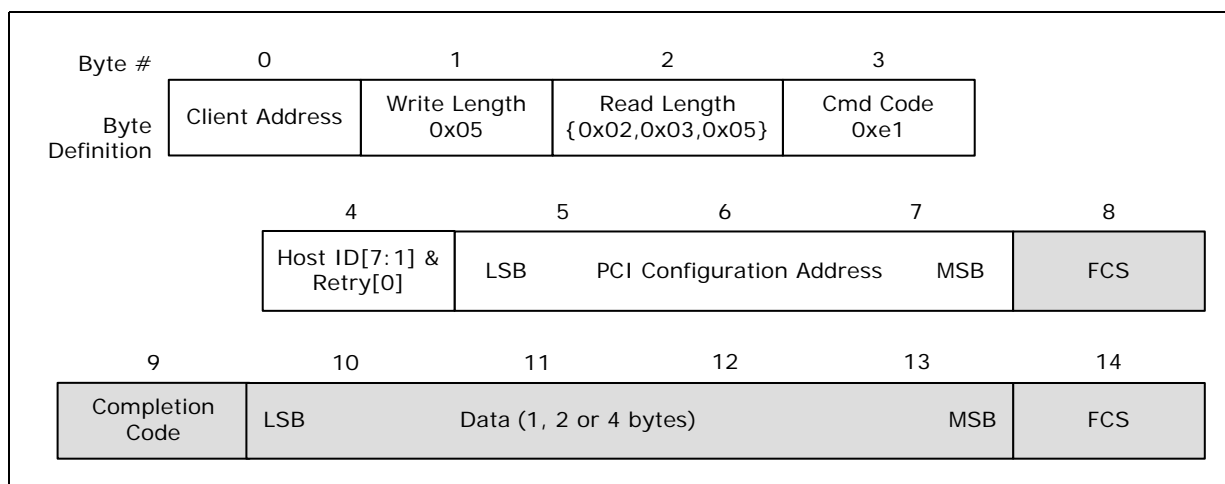 Byte # 0 1 2 3
Byte Definition
Client Address
Write Length
0x05
Read Length
{0x02,0x03,0x05}
Cmd Code
0xe1
4 5 6 7 8
Host ID[7:1] &
Retry[0]
LSB PCI Configuration Address MSB
FCS
9 10 11 12 13 14
Completion
Code
LSB Data (1, 2 or 4 bytes) MSB
FCS